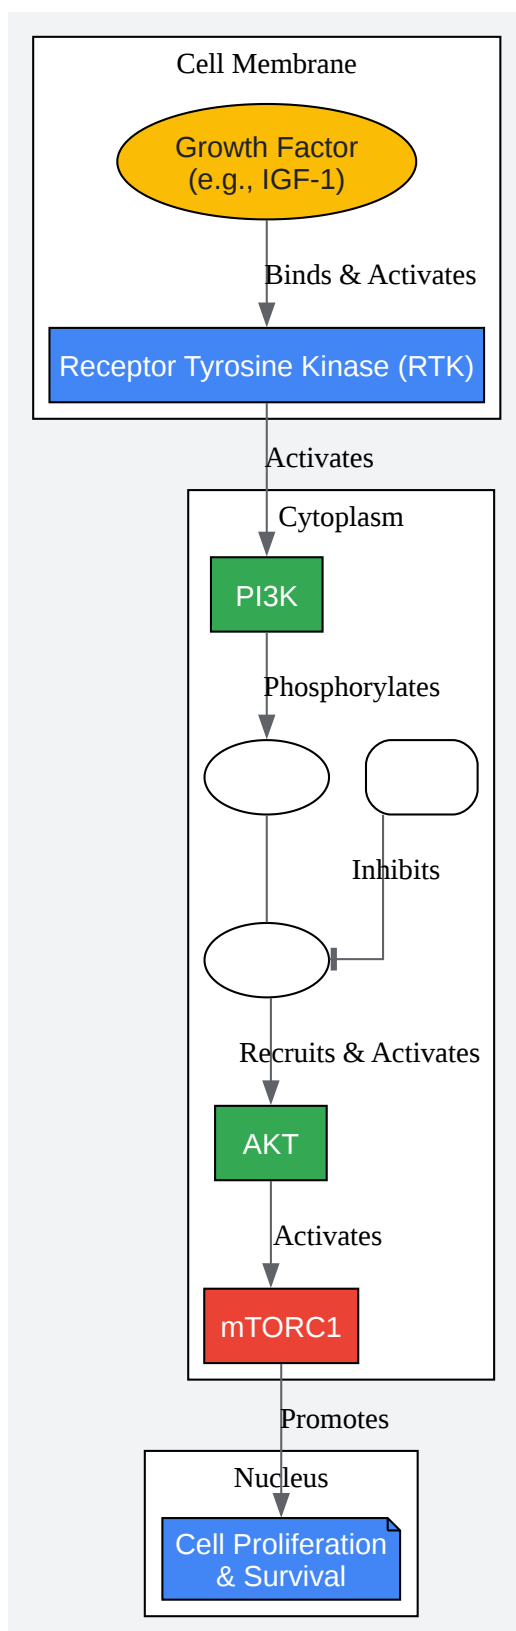 Cell Membrane
Growth Factor
(e.g., IGF-1)
Binds & Activates
Receptor Tyrosine Kinase (RTK)
Activates
Cytoplasm
PI3K
Phosphorylates
Inhibits
Recruits & Activates
AKT
Activates
mTORC1
Promotes
Nucleus
Cell Proliferation
& Survival